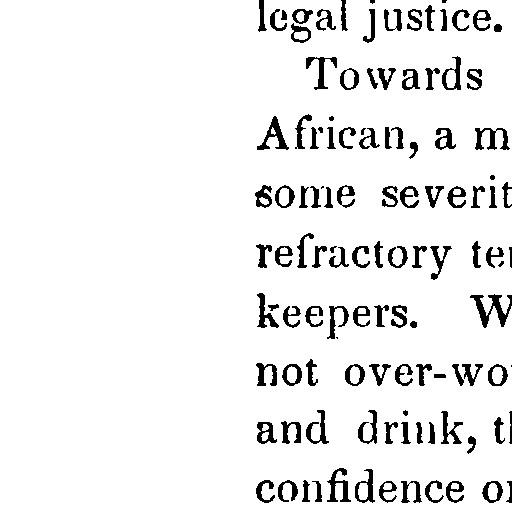 legal justice.
Towards
African, a m
some severit
refractory te
keepers. W
not over-wo
and drink, t
confidence o